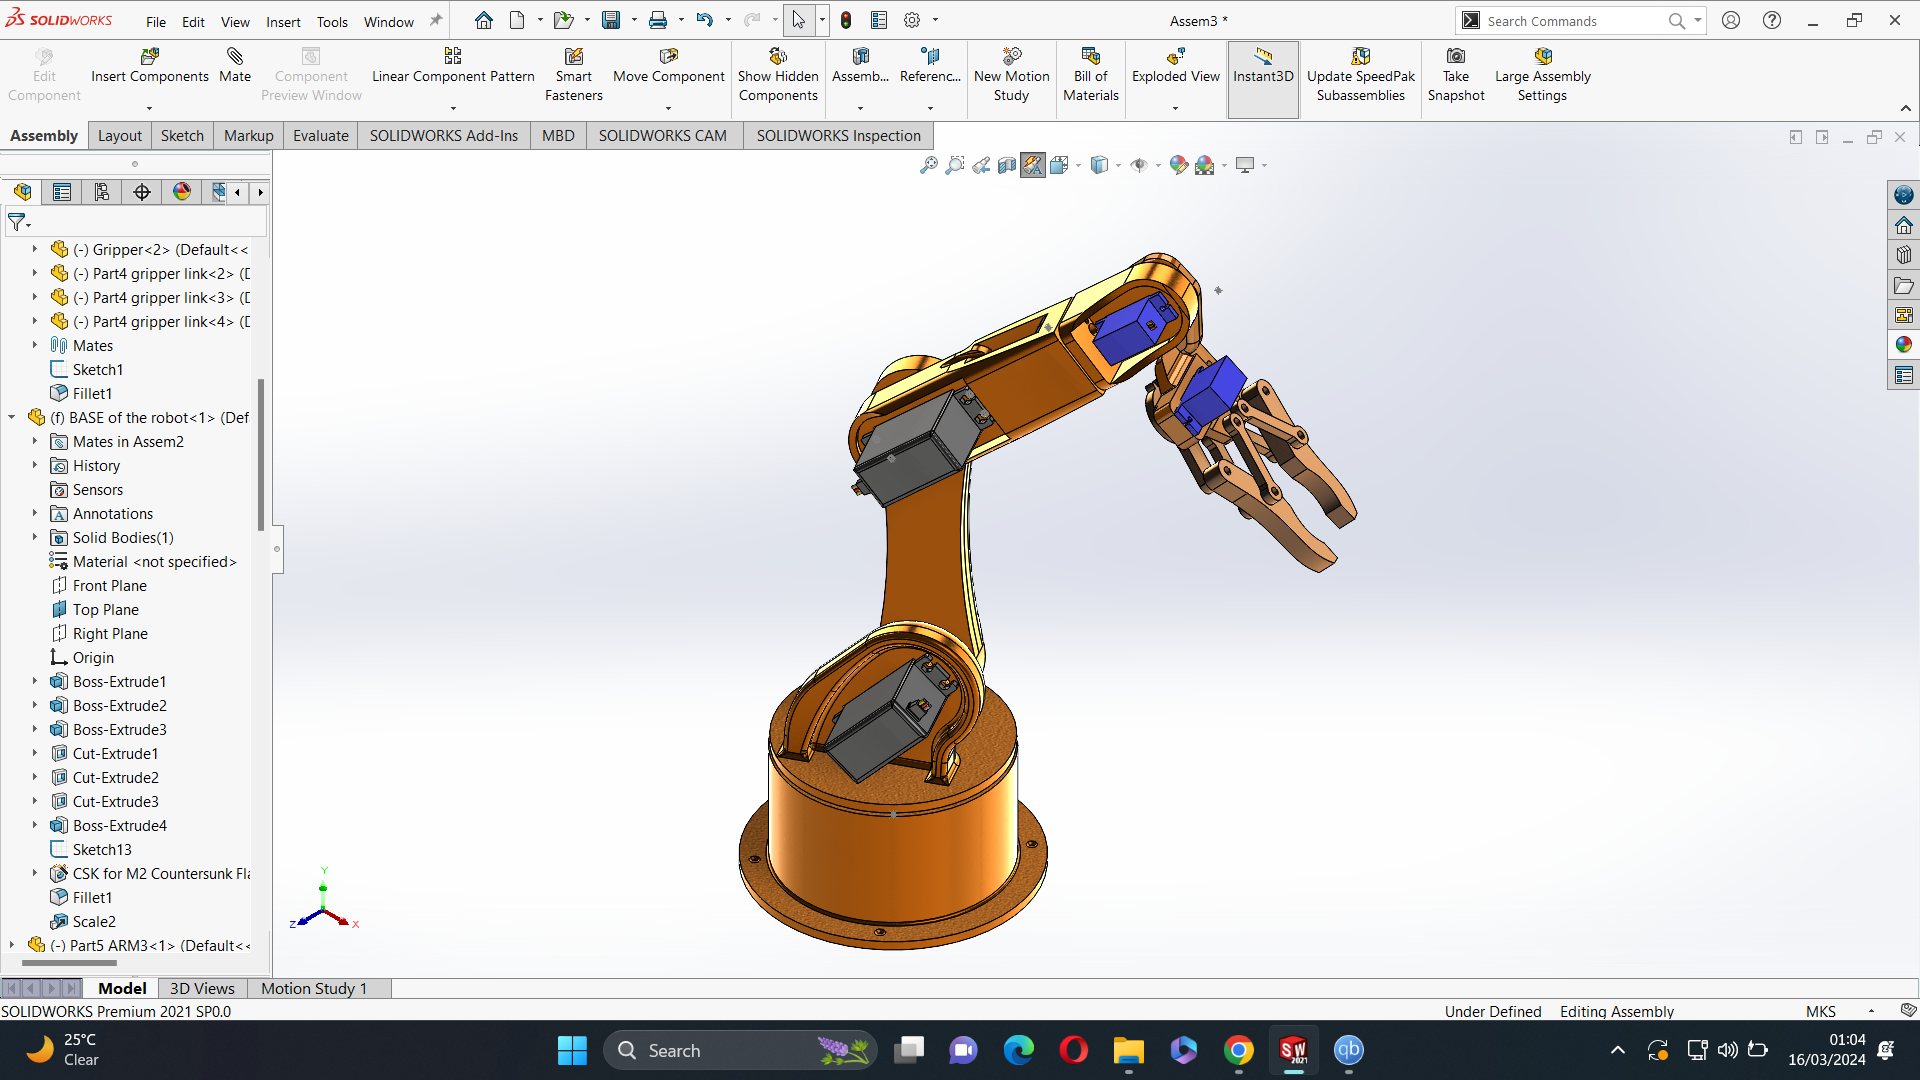 SOLIDWORKS
File Edit View Insert Tools Window
Assem3 *
Search Commands
Edit Component
Insert Components
Mate
Component Preview Window
Linear Component Pattern
Smart Fasteners
Move Component
Show Hidden Components
Assemb...
Referenc...
New Motion Study
Bill of Materials
Exploded View
Instant3D
Update SpeedPak Subassemblies
Take Snapshot
Large Assembly Settings
Assembly Layout Sketch Markup Evaluate SOLIDWORKS Add-Ins MBD SOLIDWORKS CAM SOLIDWORKS Inspection
(-) Gripper<2> (Default<<
(-) Part4 gripper link<2> (D
(-) Part4 gripper link<3> (D
(-) Part4 gripper link<4> (D
Mates
Sketch1
Fillet1
(f) BASE of the robot<1> (Def
Mates in Assem2
History
Sensors
Annotations
Solid Bodies(1)
Material <not specified>
Front Plane
Top Plane
Right Plane
Origin
Boss-Extrude1
Boss-Extrude2
Boss-Extrude3
Cut-Extrude1
Cut-Extrude2
Cut-Extrude3
Boss-Extrude4
Sketch13
CSK for M2 Countersunk Fla
Fillet1
Scale2
(-) Part5 ARM3<1> (Default<<
Y
Z
X
Model 3D Views Motion Study 1
SOLIDWORKS Premium 2021 SP0.0
Under Defined Editing Assembly MKS
25°C
Clear
Search
SW
2021
qb
01:04
16/03/2024